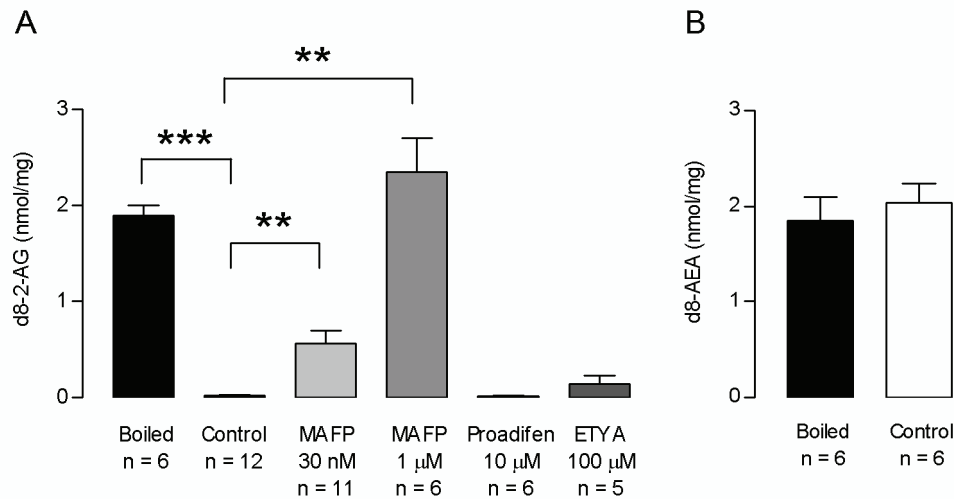 A
B
**
***
**
d8-2-AG (nmol/mg)
3
2
1
0
Boiled
n = 6
Control
n = 12
MAFP
30 nM
n = 11
MAFP
1 μM
n = 6
Proadifen
10 μM
n = 6
ETYA
100 μM
n = 5
d8-AEA (nmol/mg)
3
2
1
0
Boiled
n = 6
Control
n = 6